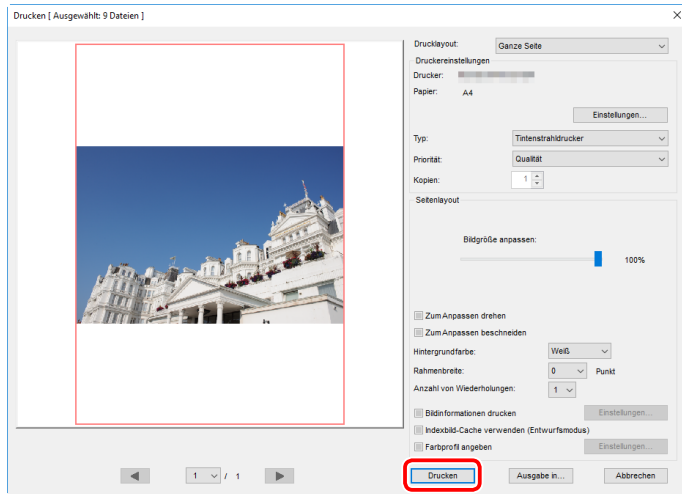 Drucken [ Ausgewählt: 9 Dateien ]
Drucklayout: Ganze Seite
Druckereinstellungen
Drucker:
Papier: A4
Einstellungen...
Typ: Tintenstrahldrucker
Priorität: Qualität
Kopien: 1
Seitenlayout
Bildgröße anpassen:
100%
Zum Anpassen drehen
Zum Anpassen beschneiden
Hintergrundfarbe: Weiß
Rahmenbreite: 0 Punkt
Anzahl von Wiederholungen: 1
Bildinformationen drucken Einstellungen...
Indexbild-Cache verwenden (Entwurfsmodus)
Farbprofil angeben Einstellungen...
1 / 1
Drucken Ausgabe in... Abbrechen